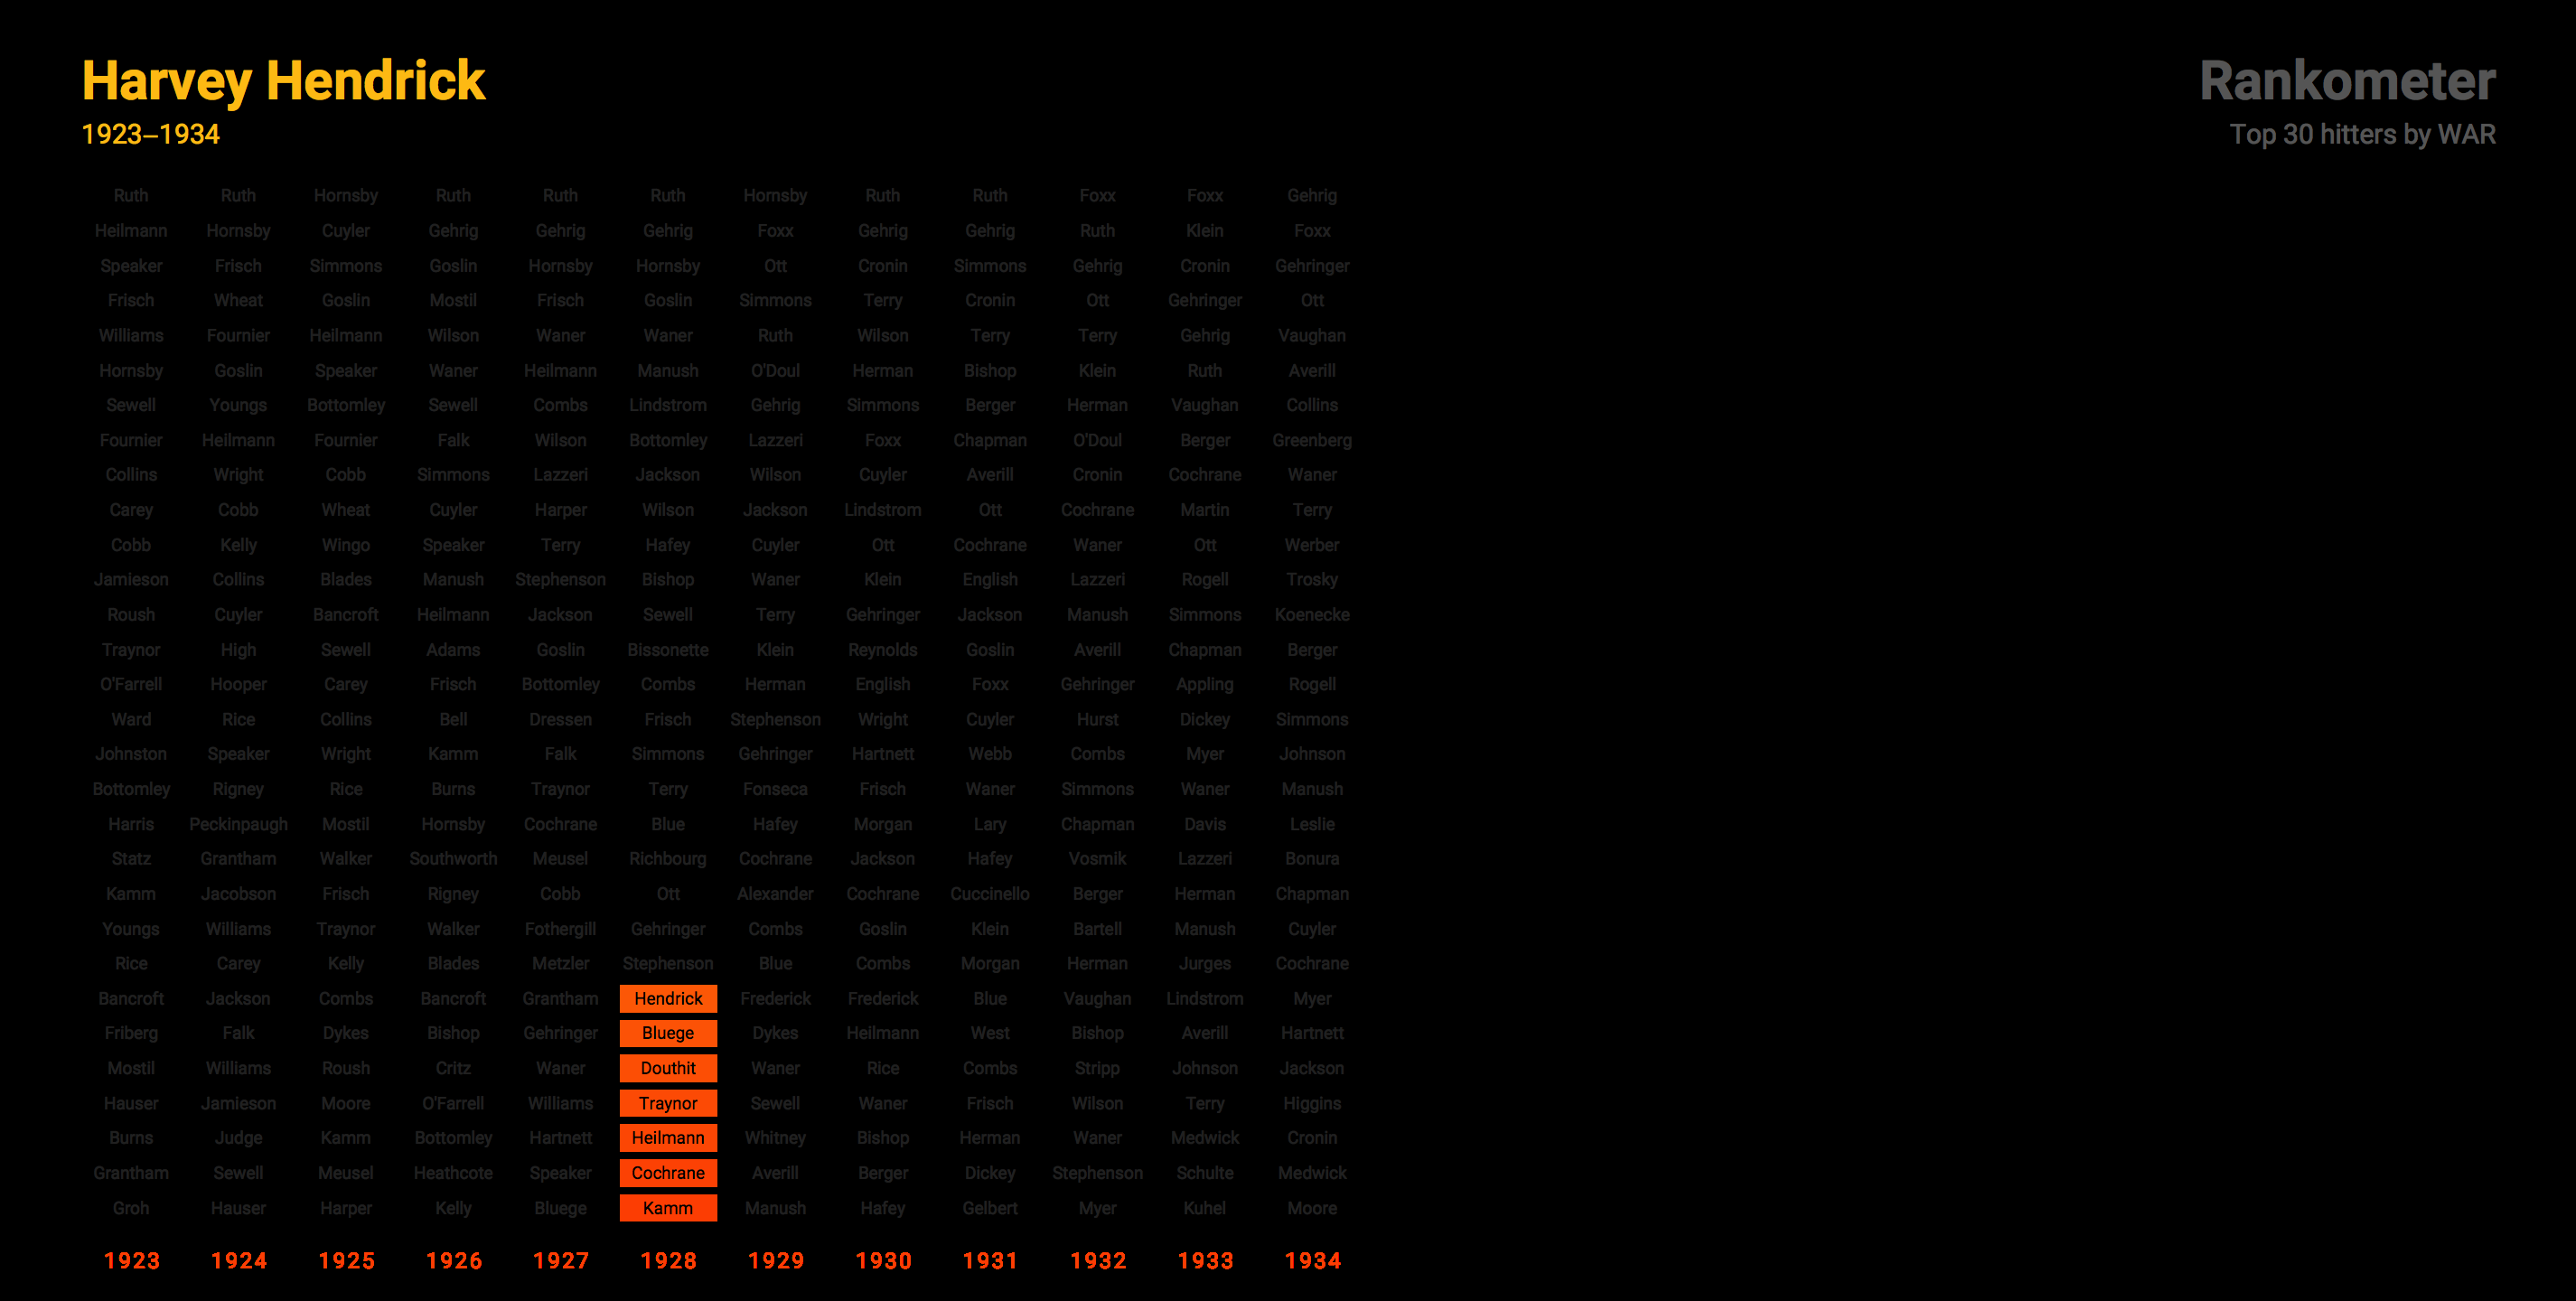 Harvey Hendrick
1923–1934
Rankometer
Top 30 hitters by WAR
Ruth Ruth Hornsby Ruth Ruth Ruth Hornsby Ruth Ruth Foxx Foxx Gehrig
Heilmann Hornsby Cuyler Gehrig Gehrig Gehrig Foxx Gehrig Gehrig Ruth Klein Foxx
Speaker Frisch Simmons Goslin Hornsby Hornsby Ott Cronin Simmons Gehrig Cronin Gehringer
Frisch Wheat Goslin Mostil Frisch Goslin Simmons Terry Cronin Ott Gehringer Ott
Williams Fournier Heilmann Wilson Waner Waner Ruth Wilson Terry Terry Gehrig Vaughan
Hornsby Goslin Speaker Waner Heilmann Manush O'Doul Herman Bishop Klein Ruth Averill
Sewell Youngs Bottomley Sewell Combs Lindstrom Gehrig Simmons Berger Herman Vaughan Collins
Fournier Heilmann Fournier Falk Wilson Bottomley Lazzeri Foxx Chapman O'Doul Berger Greenberg
Collins Wright Cobb Simmons Lazzeri Jackson Wilson Cuyler Averill Cronin Cochrane Waner
Carey Cobb Wheat Cuyler Harper Wilson Jackson Lindstrom Ott Cochrane Martin Terry
Cobb Kelly Wingo Speaker Terry Hafey Cuyler Ott Cochrane Waner Ott Werber
Jamieson Collins Blades Manush Stephenson Bishop Waner Klein English Lazzeri Rogell Trosky
Roush Cuyler Bancroft Heilmann Jackson Sewell Terry Gehringer Jackson Manush Simmons Koenecke
Traynor High Sewell Adams Goslin Bissonette Klein Reynolds Goslin Averill Chapman Berger
O'Farrell Hooper Carey Frisch Bottomley Combs Herman English Foxx Gehringer Appling Rogell
Ward Rice Collins Bell Dressen Frisch Stephenson Wright Cuyler Hurst Dickey Simmons
Johnston Speaker Wright Kamm Falk Simmons Gehringer Hartnett Webb Combs Myer Johnson
Bottomley Rigney Rice Burns Traynor Terry Fonseca Frisch Waner Simmons Waner Manush
Harris Peckinpaugh Mostil Hornsby Cochrane Blue Hafey Morgan Lary Chapman Davis Leslie
Statz Grantham Walker Southworth Meusel Richbourg Cochrane Jackson Hafey Vosmik Lazzeri Bonura
Kamm Jacobson Frisch Rigney Cobb Ott Alexander Cochrane Cuccinello Berger Herman Chapman
Youngs Williams Traynor Walker Fothergill Gehringer Combs Goslin Klein Bartell Manush Cuyler
Rice Carey Kelly Blades Metzler Stephenson Blue Combs Morgan Herman Jurges Cochrane
Bancroft Jackson Combs Bancroft Grantham Hendrick Frederick Frederick Blue Vaughan Lindstrom Myer
Friberg Falk Dykes Bishop Gehringer Bluege Dykes Heilmann West Bishop Averill Hartnett
Mostil Williams Roush Critz Waner Douthit Waner Rice Combs Stripp Johnson Jackson
Hauser Jamieson Moore O'Farrell Williams Traynor Sewell Waner Frisch Wilson Terry Higgins
Burns Judge Kamm Bottomley Hartnett Heilmann Whitney Bishop Herman Waner Medwick Cronin
Grantham Sewell Meusel Heathcote Speaker Cochrane Averill Berger Dickey Stephenson Schulte Medwick
Groh Hauser Harper Kelly Bluege Kamm Manush Hafey Gelbert Myer Kuhel Moore
1923 1924 1925 1926 1927 1928 1929 1930 1931 1932 1933 1934